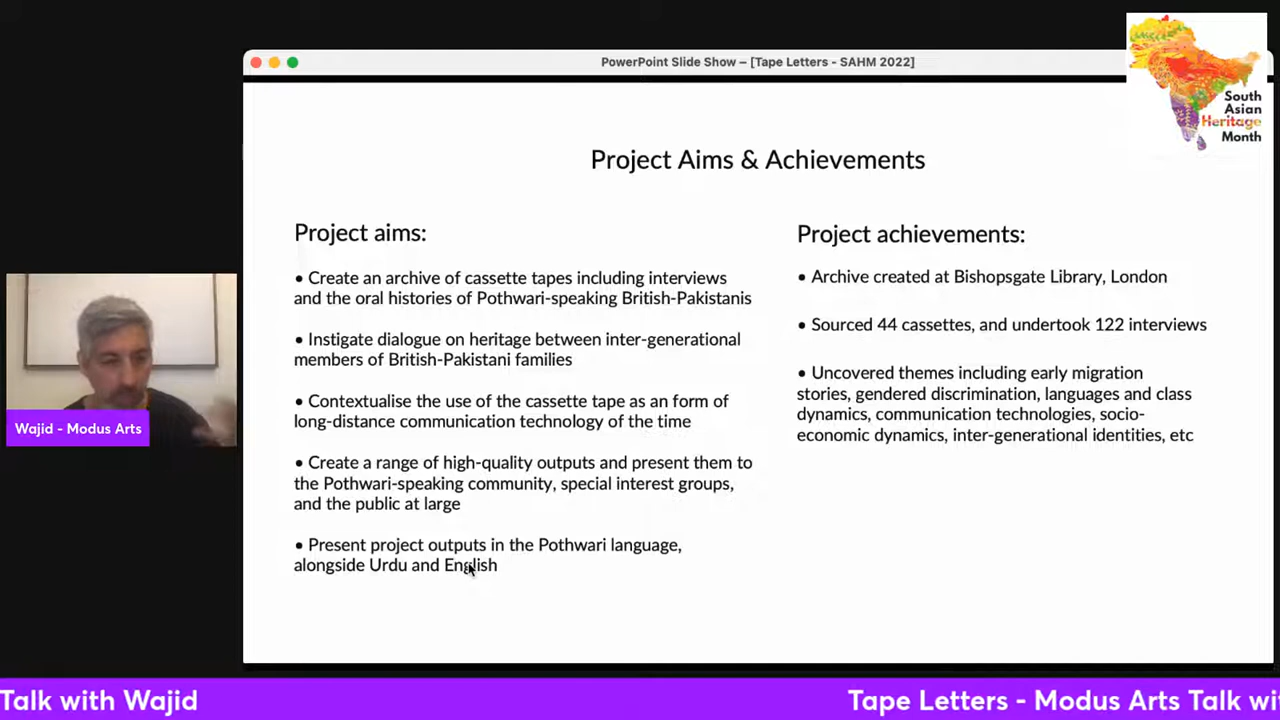 PowerPoint Slide Show – [Tape Letters - SAHM 2022]
South
Asian
Heritage
Month
Project Aims & Achievements
Project aims:
• Create an archive of cassette tapes including interviews
and the oral histories of Pothwari-speaking British-Pakistanis
• Instigate dialogue on heritage between inter-generational
members of British-Pakistani families
• Contextualise the use of the cassette tape as an form of
long-distance communication technology of the time
• Create a range of high-quality outputs and present them to
the Pothwari-speaking community, special interest groups,
and the public at large
• Present project outputs in the Pothwari language,
alongside Urdu and English
Project achievements:
• Archive created at Bishopsgate Library, London
• Sourced 44 cassettes, and undertook 122 interviews
• Uncovered themes including early migration
stories, gendered discrimination, languages and class
dynamics, communication technologies, socio-
economic dynamics, inter-generational identities, etc
Wajid - Modus Arts
Talk with Wajid
Tape Letters - Modus Arts Talk wi